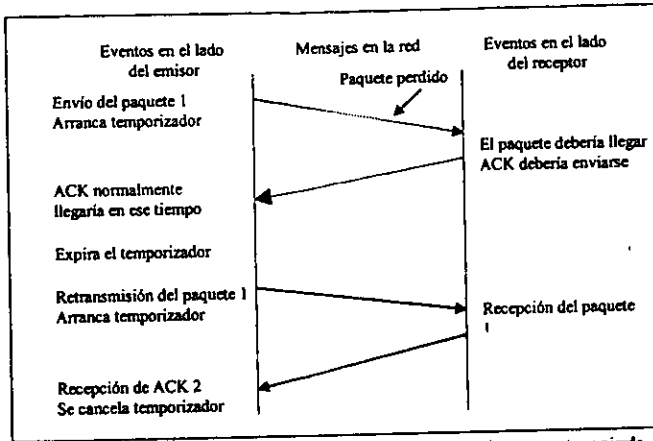 Eventos en el lado
del emisor
Mensajes en la red
Eventos en el lado
del receptor
Paquete perdido
Envío del paquete 1
Arranca temporizador
El paquete debería llegar
ACK debería enviarse
ACK normalmente
llegaría en ese tiempo
Expira el temporizador
Retransmisión del paquete 1
Arranca temporizador
Recepción del paquete
1
Recepción de ACK 2
Se cancela temporizador